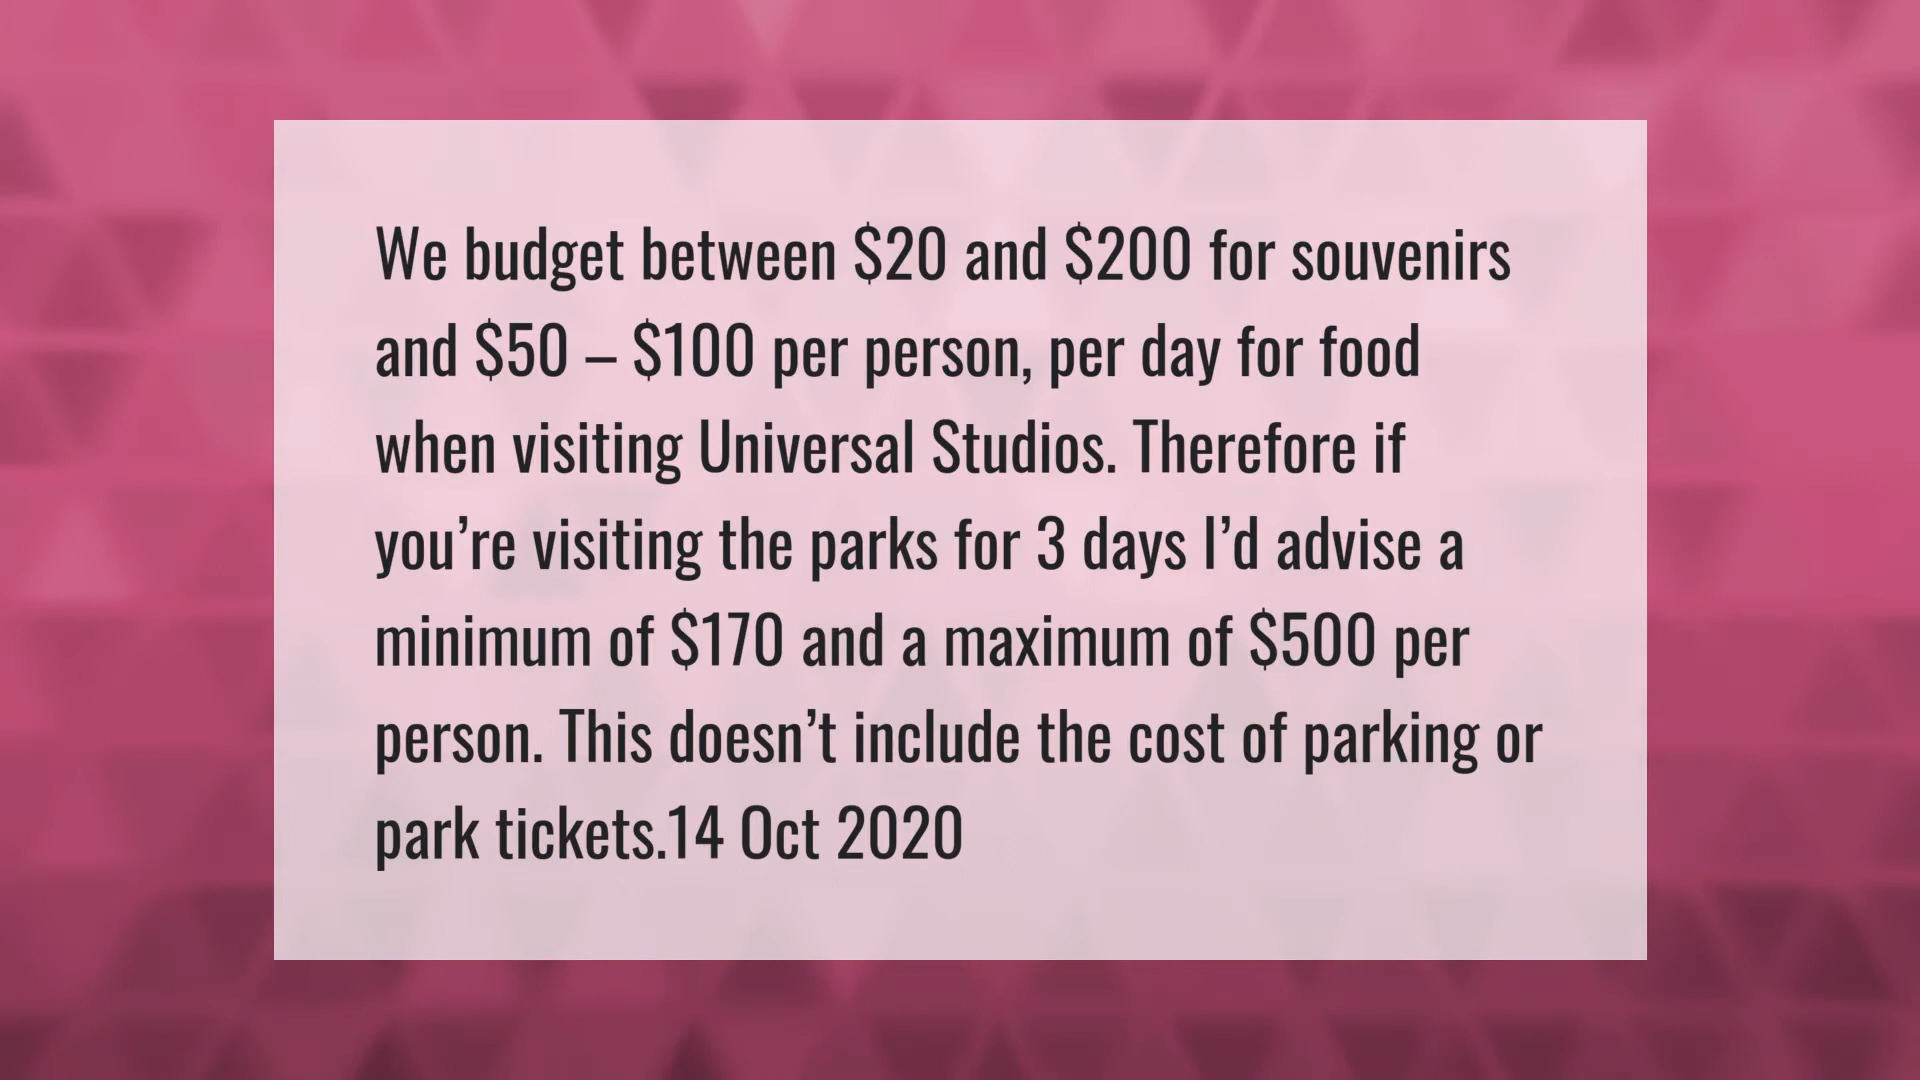 We budget between $20 and $200 for souvenirs
and $50 – $100 per person, per day for food
when visiting Universal Studios. Therefore if
you’re visiting the parks for 3 days I’d advise a
minimum of $170 and a maximum of $500 per
person. This doesn’t include the cost of parking or
park tickets.14 Oct 2020